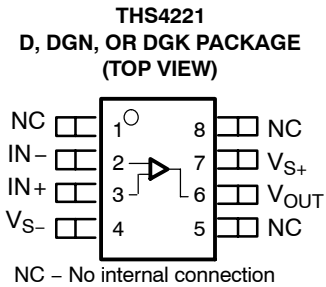 THS4221
D, DGN, OR DGK PACKAGE
(TOP VIEW)
NC 1 8 NC
IN− 2 7 VS+
IN+ 3 6 VOUT
VS− 4 5 NC
NC − No internal connection